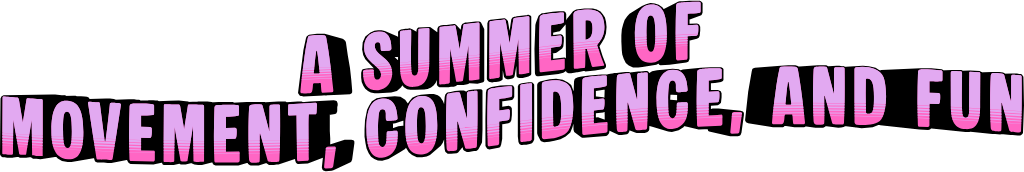 A SUMMER OF
MOVEMENT, CONFIDENCE, AND FUN